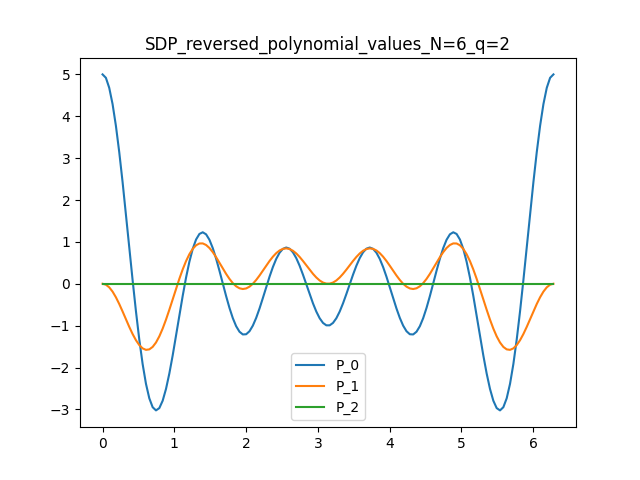 SDP_reversed_polynomial_values_N=6_q=2
5
4
3
2
1
0
−1
−2
−3
P_0
P_1
P_2
0 1 2 3 4 5 6